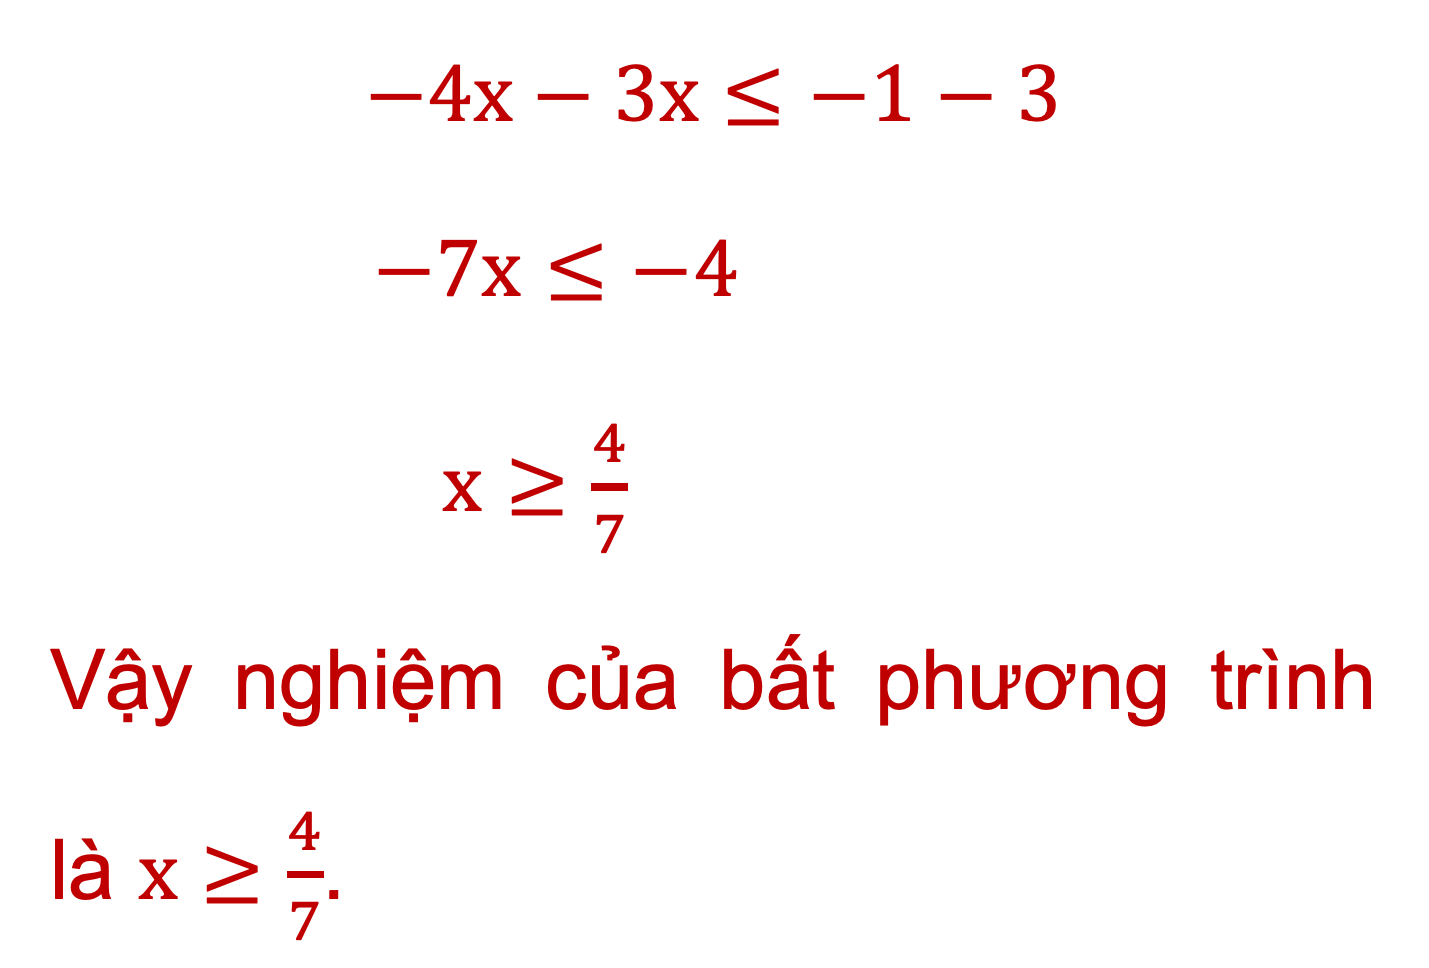 −4x − 3x ≤ −1 − 3
−7x ≤ −4
x ≥ 4/7
Vậy nghiệm của bất phương trình
là x ≥ 4/7.